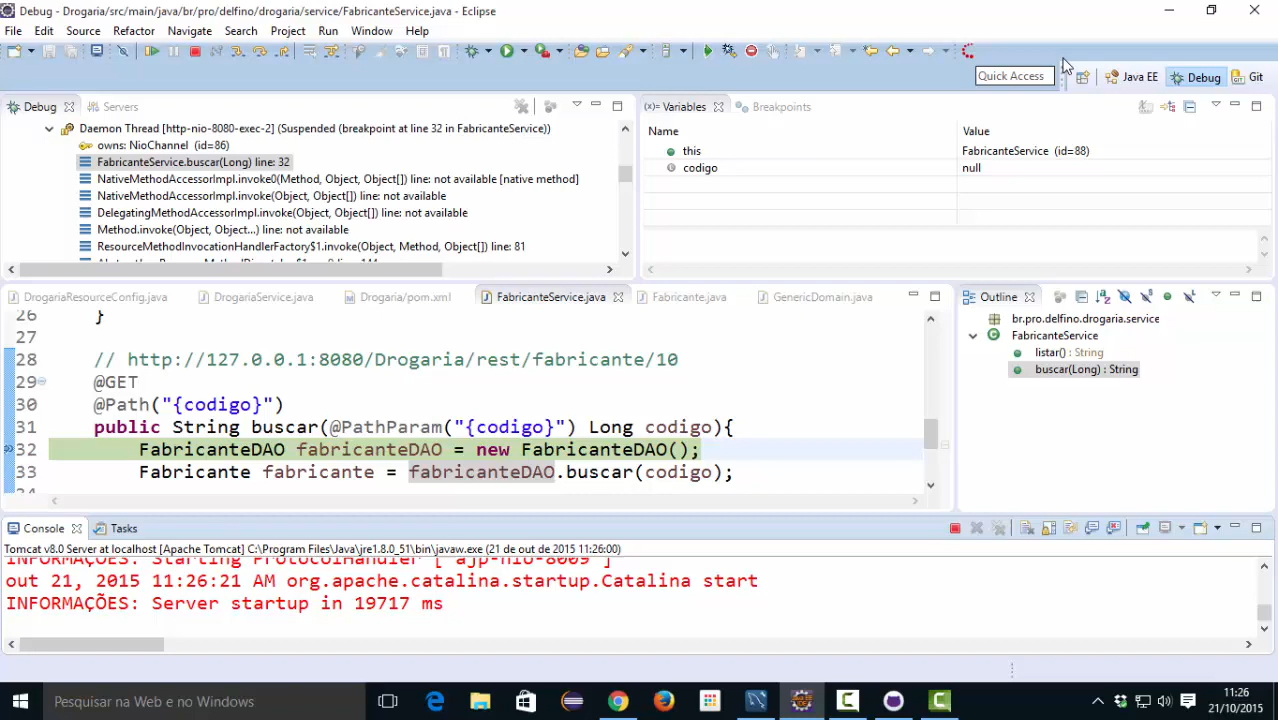 Debug - Drogaria/src/main/java/br/pro/delfino/drogaria/service/FabricanteService.java - Eclipse
File Edit Source Refactor Navigate Search Project Run Window Help
Quick Access
Java EE
Debug
Git
Debug
Servers
Daemon Thread [http-nio-8080-exec-2] (Suspended (breakpoint at line 32 in FabricanteService))
owns: NioChannel (id=86)
FabricanteService.buscar(Long) line: 32
NativeMethodAccessorImpl.invoke0(Method, Object, Object[]) line: not available [native method]
NativeMethodAccessorImpl.invoke(Object, Object[]) line: not available
DelegatingMethodAccessorImpl.invoke(Object, Object[]) line: not available
Method.invoke(Object, Object...) line: not available
ResourceMethodInvocationHandlerFactory$1.invoke(Object, Method, Object[]) line: 81
(x)= Variables
Breakpoints
Name Value
this FabricanteService (id=88)
codigo null
DrogariaResourceConfig.java
DrogariaService.java
Drogaria/pom.xml
FabricanteService.java
Fabricante.java
GenericDomain.java
26 }
27
28 // http://127.0.0.1:8080/Drogaria/rest/fabricante/10
29 @GET
30 @Path("{codigo}")
31 public String buscar(@PathParam("{codigo}") Long codigo){
32 FabricanteDAO fabricanteDAO = new FabricanteDAO();
33 Fabricante fabricante = fabricanteDAO.buscar(codigo);
Outline
br.pro.delfino.drogaria.service
FabricanteService
listar() : String
buscar(Long) : String
Console
Tasks
Tomcat v8.0 Server at localhost [Apache Tomcat] C:\Program Files\Java\jre1.8.0_51\bin\javaw.exe (21 de out de 2015 11:26:00)
INFORMAÇÕES: Starting ProtocolHandler ["ajp-nio-8009"]
out 21, 2015 11:26:21 AM org.apache.catalina.startup.Catalina start
INFORMAÇÕES: Server startup in 19717 ms
Pesquisar na Web e no Windows
11:26
21/10/2015